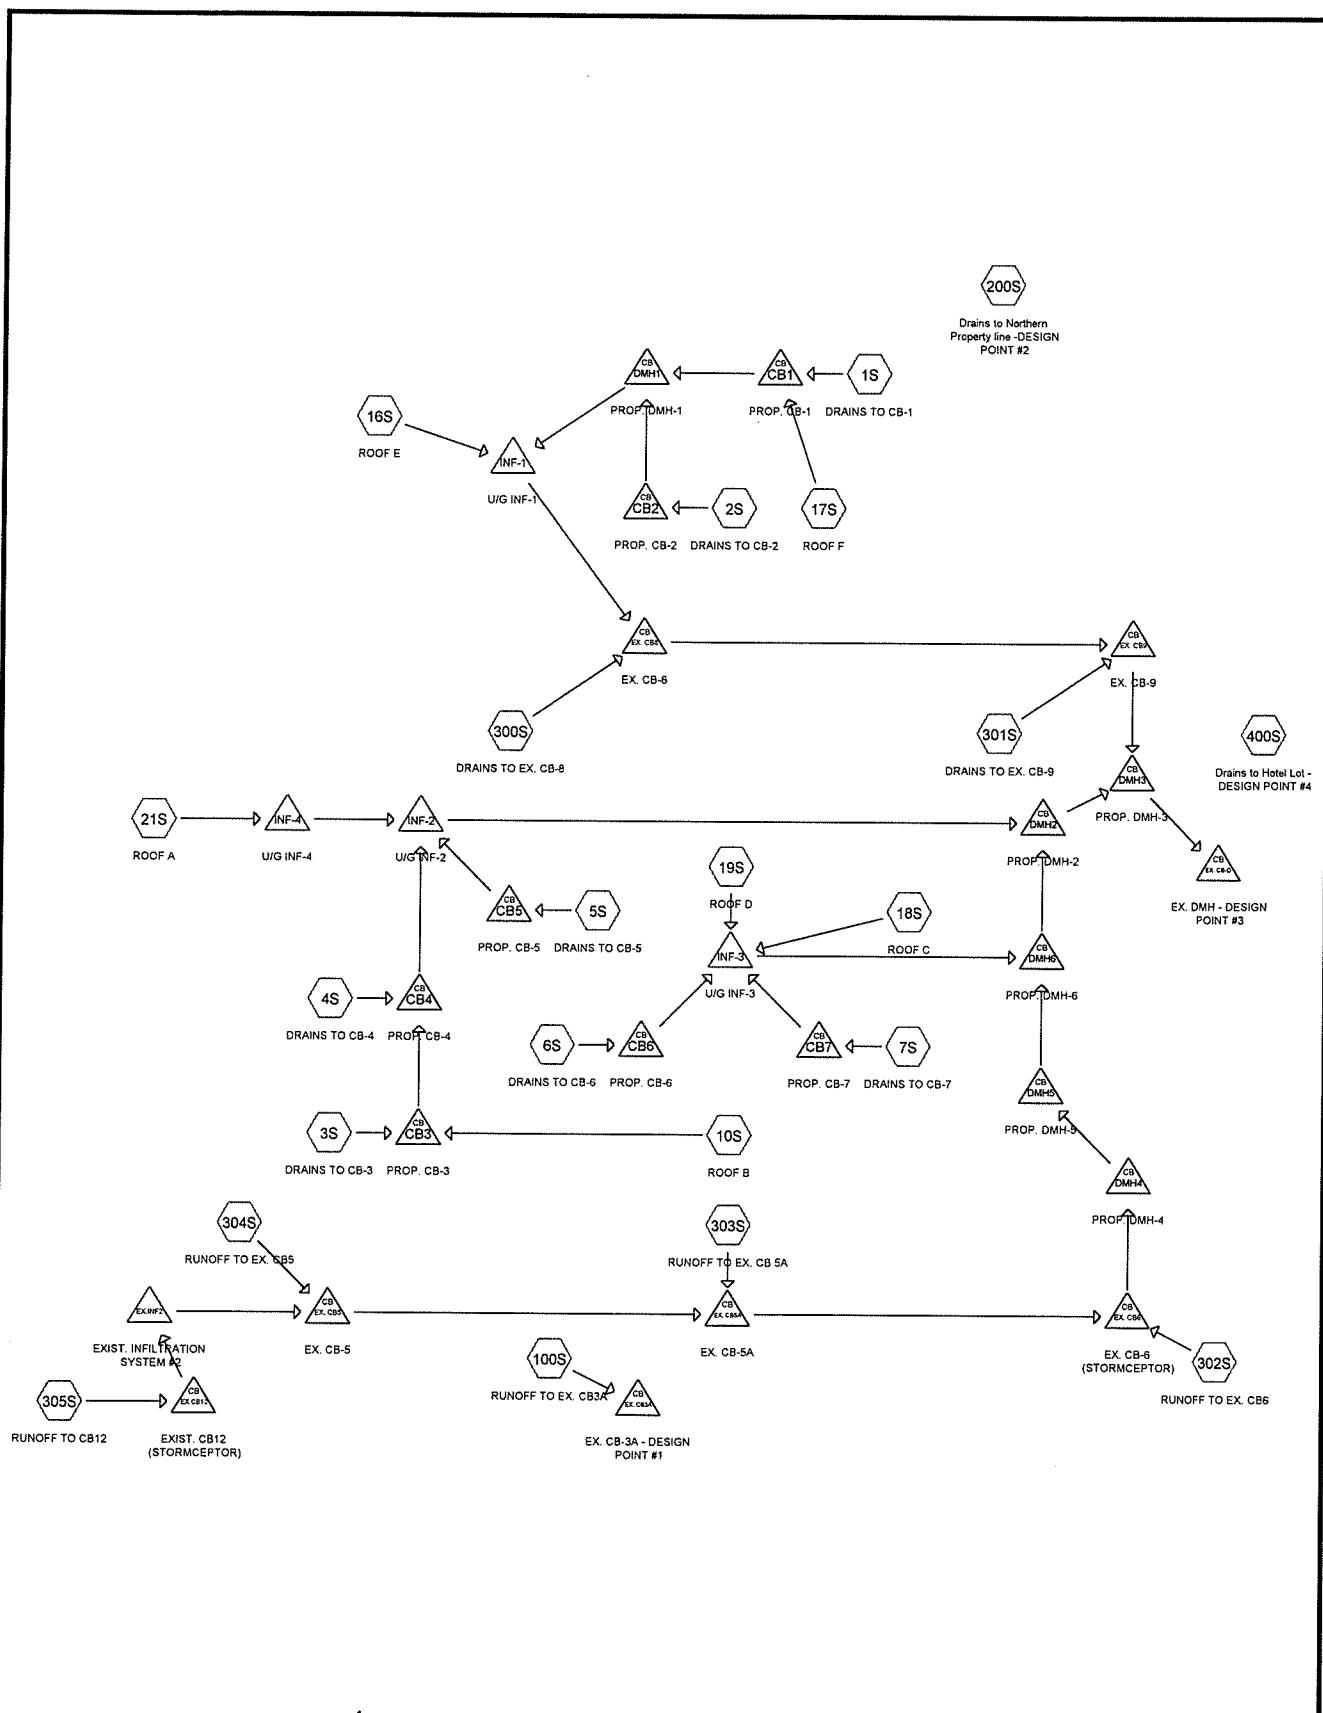 200S
Drains to Northern
Property line -DESIGN
POINT #2
CB
DMH1
PROP. DMH-1
CB
CB1
PROP. CB-1
1S
DRAINS TO CB-1
16S
ROOF E
INF-1
U/G INF-1
CB
CB2
PROP. CB-2
2S
DRAINS TO CB-2
17S
ROOF F
CB
EX. CB8
EX. CB-8
CB
EX. CB9
EX. CB-9
300S
DRAINS TO EX. CB-8
301S
DRAINS TO EX. CB-9
400S
Drains to Hotel Lot -
DESIGN POINT #4
CB
DMH3
PROP. DMH-3
21S
ROOF A
INF-4
U/G INF-4
INF-2
U/G INF-2
CB
DMH2
PROP. DMH-2
CB
EX. CB-D
EX. DMH - DESIGN
POINT #3
19S
ROOF D
CB
CB5
PROP. CB-5
5S
DRAINS TO CB-5
18S
ROOF C
INF-3
U/G INF-3
CB
DMH6
PROP. DMH-6
4S
DRAINS TO CB-4
CB
CB4
PROP. CB-4
6S
DRAINS TO CB-6
CB
CB6
PROP. CB-6
CB
CB7
PROP. CB-7
7S
DRAINS TO CB-7
CB
DMH5
PROP. DMH-5
3S
DRAINS TO CB-3
CB
CB3
PROP. CB-3
10S
ROOF B
CB
DMH4
PROP. DMH-4
304S
RUNOFF TO EX. CB5
303S
RUNOFF TO EX. CB 5A
EX.INF2
EXIST. INFILTRATION
SYSTEM #2
CB
EX. CB5
EX. CB-5
CB
EX. CB5A
EX. CB-5A
CB
EX. CB6
EX. CB-6
(STORMCEPTOR)
100S
RUNOFF TO EX. CB3A
302S
RUNOFF TO EX. CB6
305S
RUNOFF TO CB12
CB
EX.CB12
EXIST. CB12
(STORMCEPTOR)
CB
EX. CB3A
EX. CB-3A - DESIGN
POINT #1